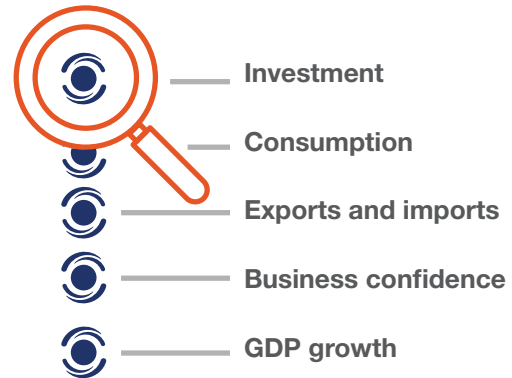 Investment
Consumption
Exports and imports
Business confidence
GDP growth